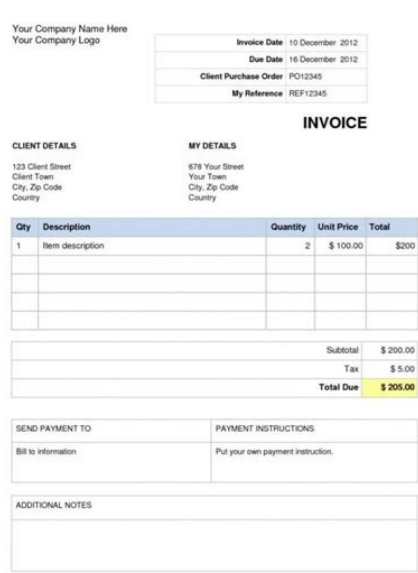 Your Company Name Here
Your Company Logo
Invoice Date 10 December 2012
Due Date 16 December 2012
Client Purchase Order PO12345
My Reference REF12345
INVOICE
CLIENT DETAILS MY DETAILS
123 Client Street 678 Your Street
Client Town Your Town
City, Zip Code City, Zip Code
Country Country
Qty Description Quantity Unit Price Total
1 Item description 2 $ 100.00 $200
Subtotal $ 200.00
Tax $ 5.00
Total Due $ 205.00
SEND PAYMENT TO PAYMENT INSTRUCTIONS
Bill to information Put your own payment instruction.
ADDITIONAL NOTES